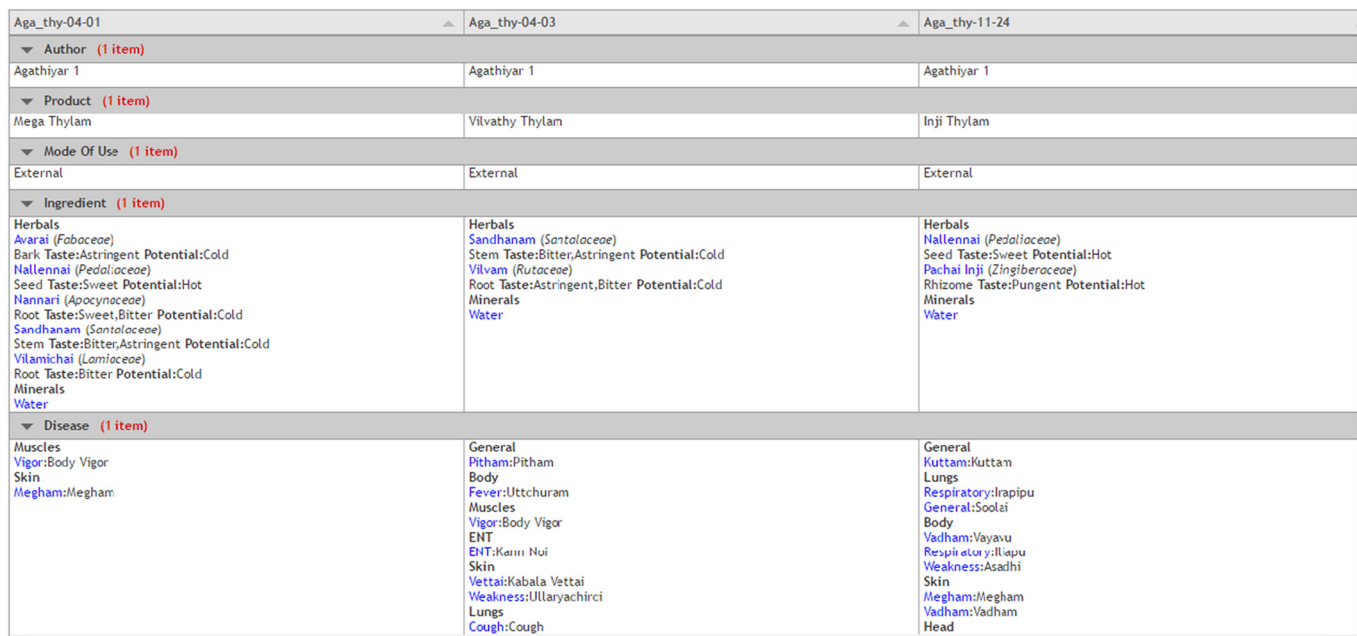 Aga_thy-04-01 Aga_thy-04-03 Aga_thy-11-24
Author (1 item)
Agathiyar 1 Agathiyar 1 Agathiyar 1
Product (1 item)
Mega Thylam Vilvathy Thylam Inji Thylam
Mode Of Use (1 item)
External External External
Ingredient (1 item)
Herbals
Avarai (Fabaceae)
Bark Taste:Astringent Potential:Cold
Nallennai (Pedaliaceae)
Seed Taste:Sweet Potential:Hot
Nannari (Apocynaceae)
Root Taste:Sweet,Bitter Potential:Cold
Sandhanam (Santalaceae)
Stem Taste:Bitter,Astringent Potential:Cold
Vilamichai (Lamiaceae)
Root Taste:Bitter Potential:Cold
Minerals
Water
Herbals
Sandhanam (Santalaceae)
Stem Taste:Bitter,Astringent Potential:Cold
Vilvam (Rutaceae)
Root Taste:Astringent,Bitter Potential:Cold
Minerals
Water
Herbals
Nallennai (Pedaliaceae)
Seed Taste:Sweet Potential:Hot
Pachai Inji (Zingiberaceae)
Rhizome Taste:Pungent Potential:Hot
Minerals
Water
Disease (1 item)
Muscles
Vigor:Body Vigor
Skin
Megham:Megham
General
Pitham:Pitham
Body
Fever:Uttchuram
Muscles
Vigor:Body Vigor
ENT
ENT:Kann Noi
Skin
Vettai:Kabala Vettai
Weakness:Ullaryachirci
Lungs
Cough:Cough
General
Kuttam:Kuttam
Lungs
Respiratory:Irapipu
General:Soolai
Body
Vadham:Vayavu
Respiratory:Illapu
Weakness:Asadhi
Skin
Megham:Megham
Vadham:Vadham
Head